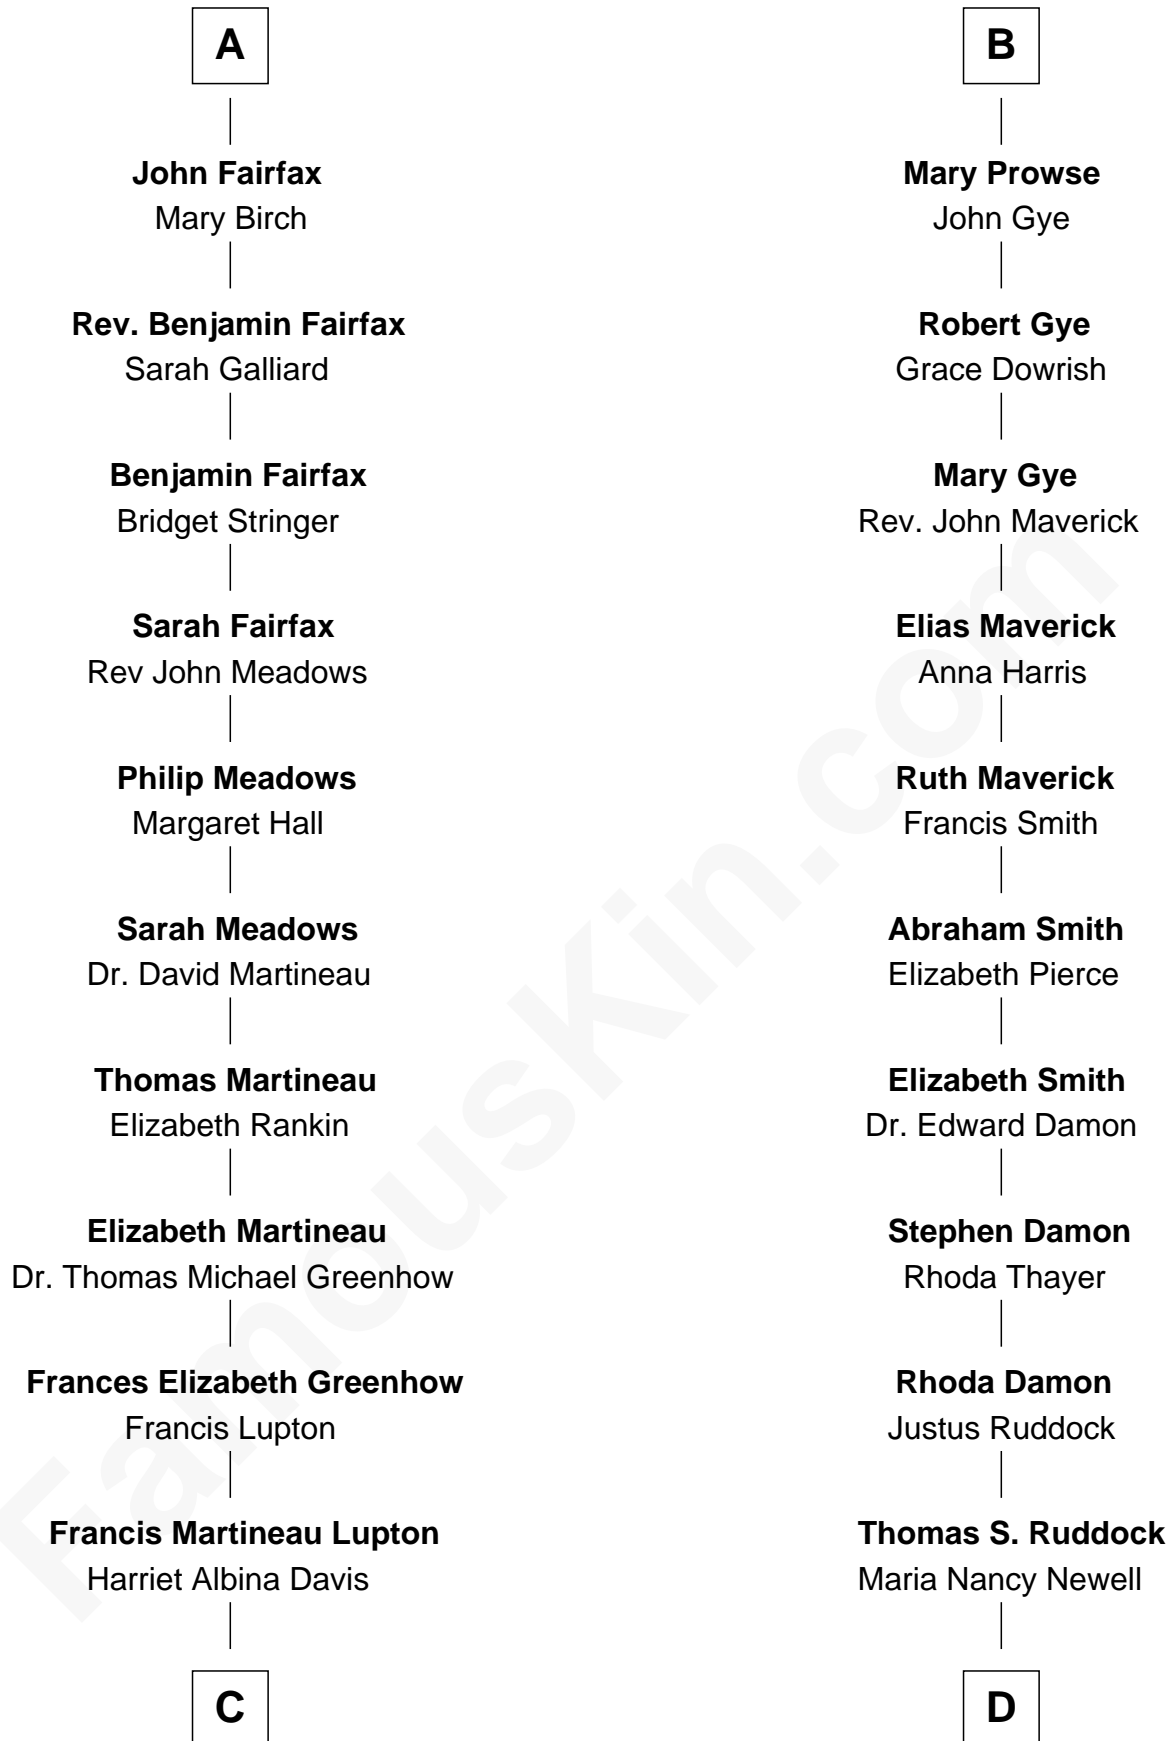 A
John Fairfax
Mary Birch
Rev. Benjamin Fairfax
Sarah Galliard
Benjamin Fairfax
Bridget Stringer
Sarah Fairfax
Rev John Meadows
Philip Meadows
Margaret Hall
Sarah Meadows
Dr. David Martineau
Thomas Martineau
Elizabeth Rankin
Elizabeth Martineau
Dr. Thomas Michael Greenhow
Frances Elizabeth Greenhow
Francis Lupton
Francis Martineau Lupton
Harriet Albina Davis
C
B
Mary Prowse
John Gye
Robert Gye
Grace Dowrish
Mary Gye
Rev. John Maverick
Elias Maverick
Anna Harris
Ruth Maverick
Francis Smith
Abraham Smith
Elizabeth Pierce
Elizabeth Smith
Dr. Edward Damon
Stephen Damon
Rhoda Thayer
Rhoda Damon
Justus Ruddock
Thomas S. Ruddock
Maria Nancy Newell
D
FamousKin.com